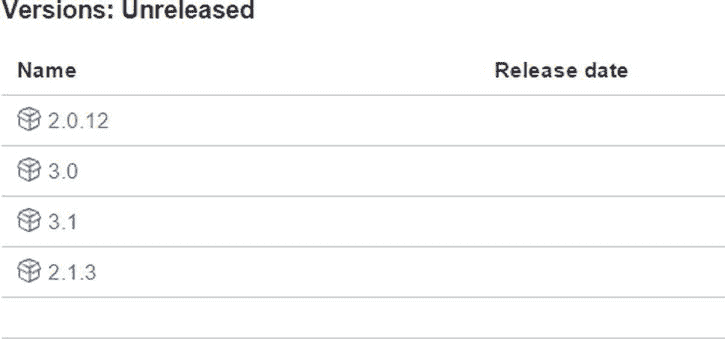 Versions: Unreleased
Name Release date
2.0.12
3.0
3.1
2.1.3